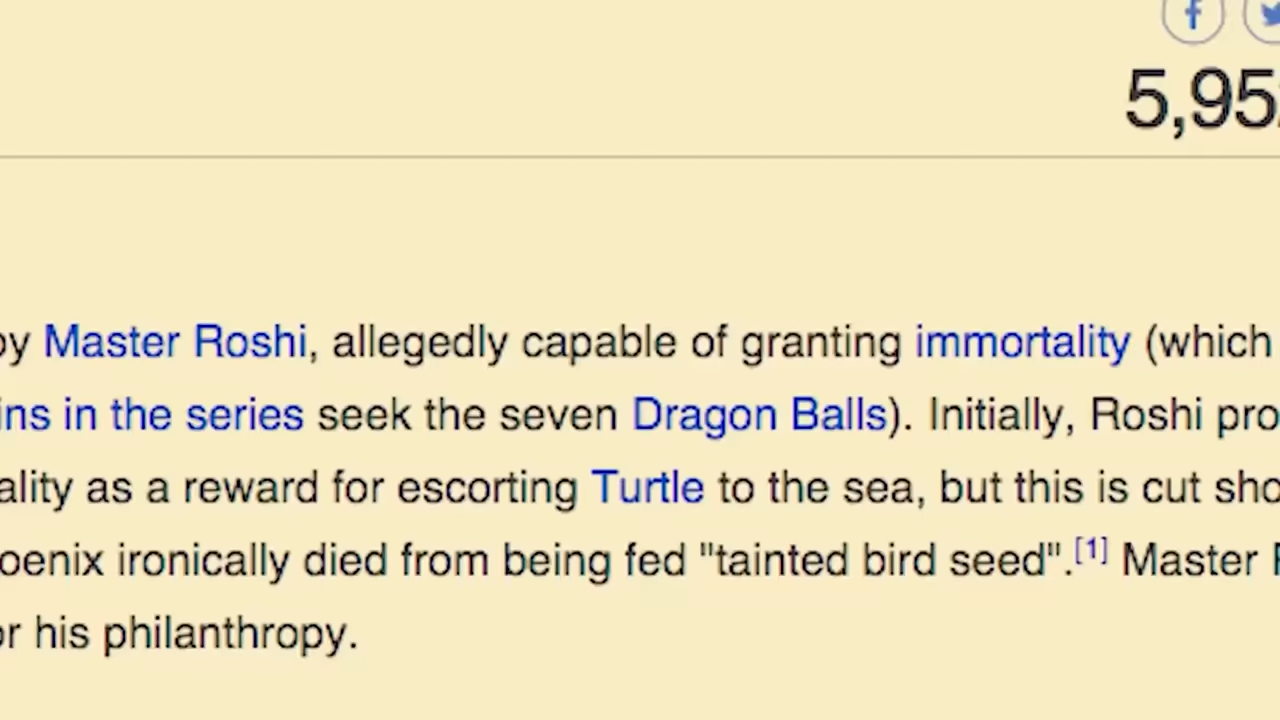 5,95
by Master Roshi, allegedly capable of granting immortality (which
ins in the series seek the seven Dragon Balls). Initially, Roshi pro
ality as a reward for escorting Turtle to the sea, but this is cut sho
oenix ironically died from being fed "tainted bird seed".[1] Master
or his philanthropy.